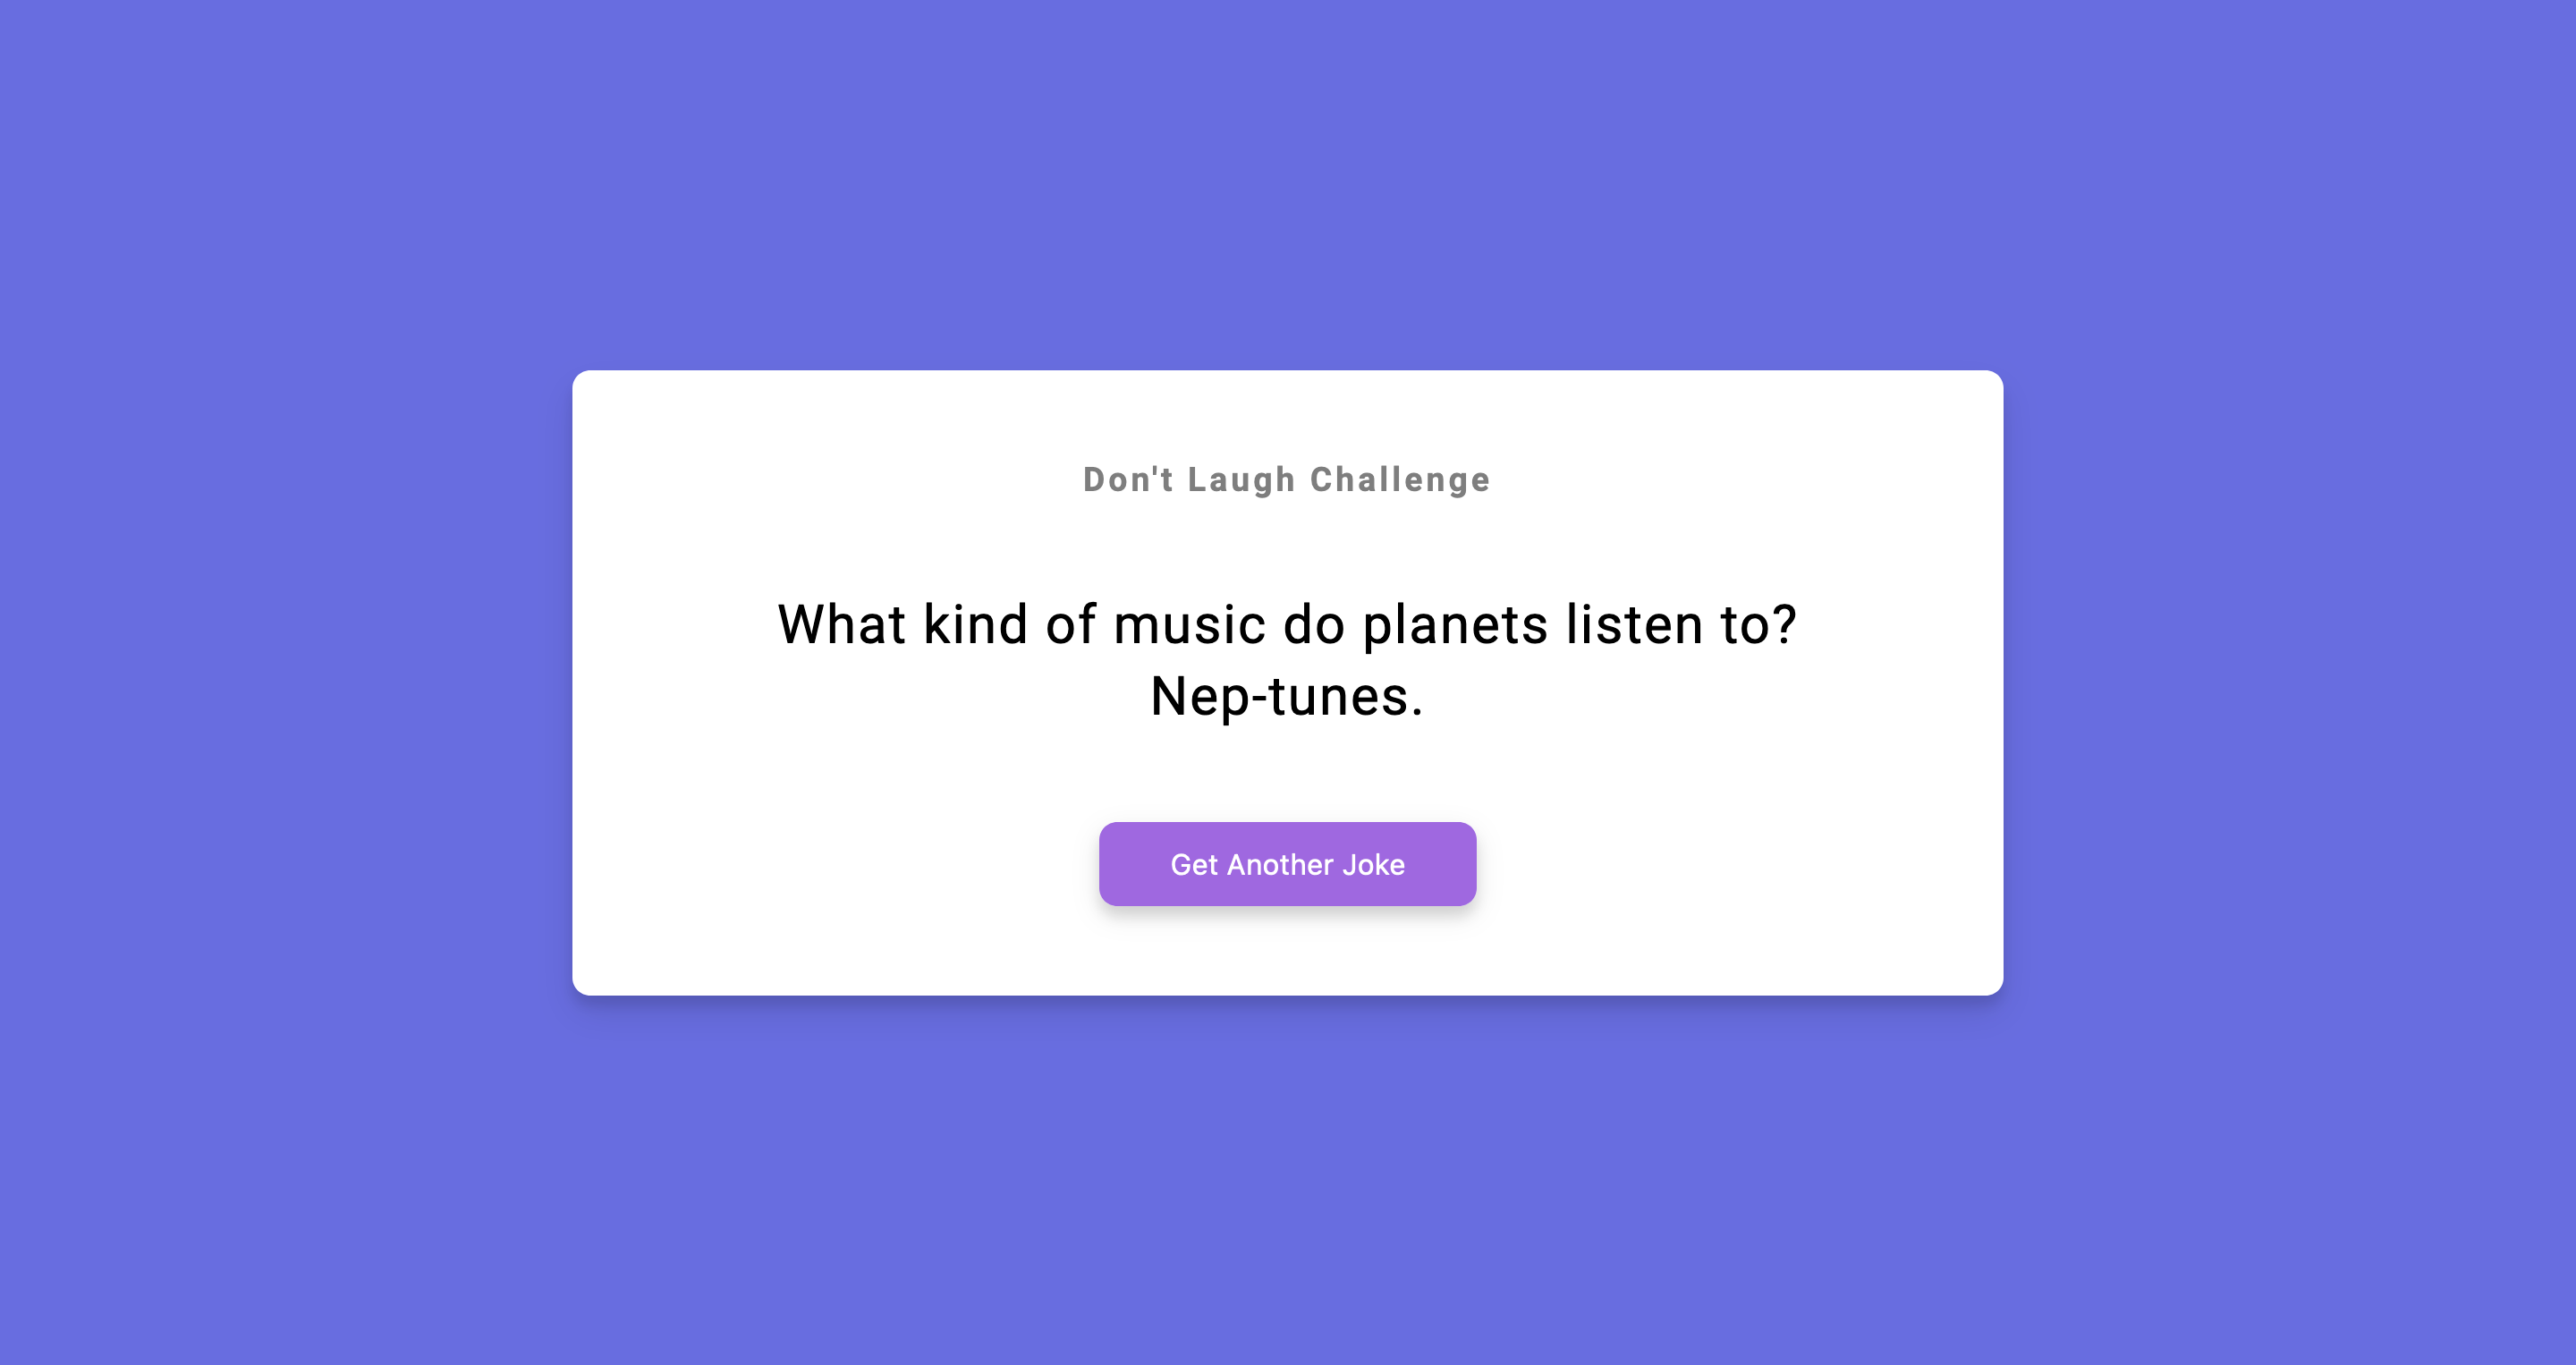 Don't Laugh Challenge
What kind of music do planets listen to?
Nep-tunes.
Get Another Joke